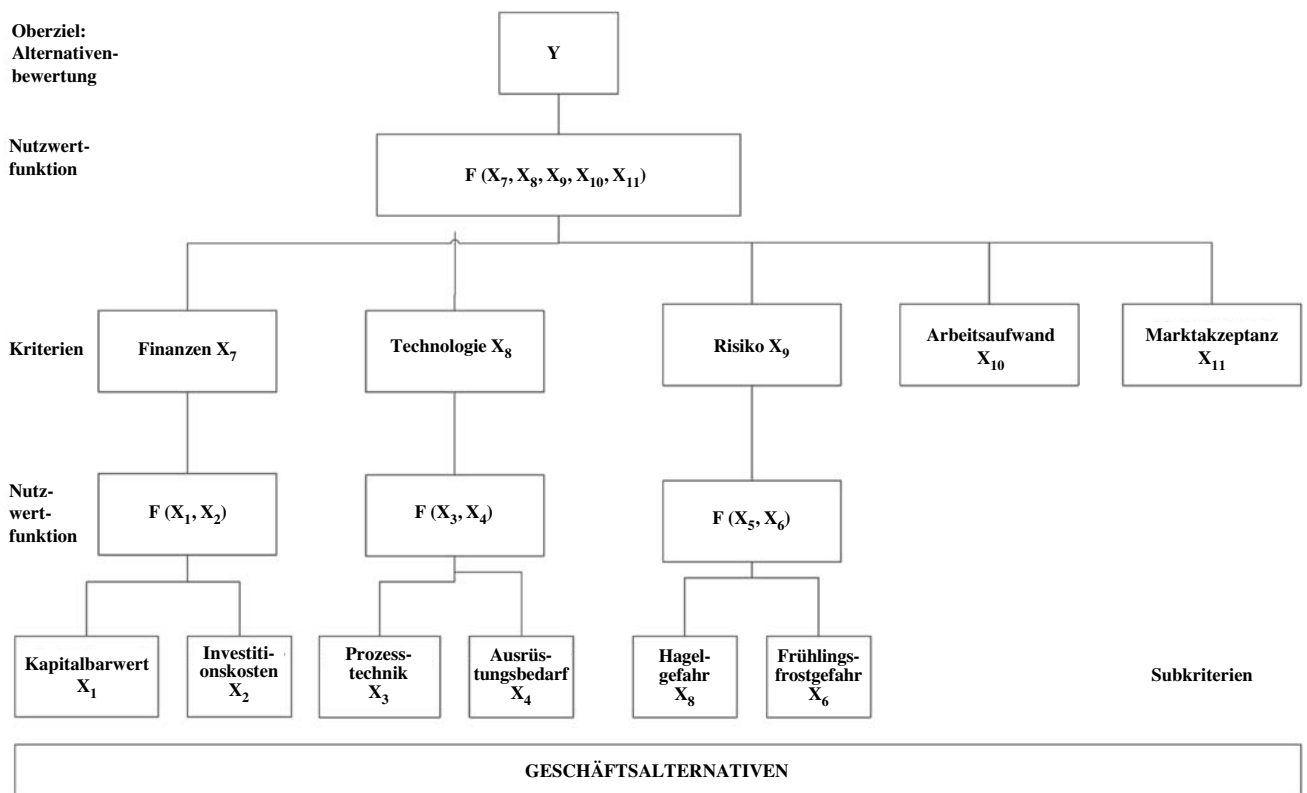 Oberziel:
Alternativen-
bewertung
Y
Nutzwert-
funktion
F (X7, X8, X9, X10, X11)
Kriterien
Finanzen X7
Technologie X8
Risiko X9
Arbeitsaufwand
X10
Marktakzeptanz
X11
Nutz-
wert-
funktion
F (X1, X2)
F (X3, X4)
F (X5, X6)
Kapitalbarwert
X1
Investiti-
onskosten
X2
Prozess-
technik
X3
Ausrüs-
tungsbedarf
X4
Hagel-
gefahr
X8
Frühlings-
frostgefahr
X6
Subkriterien
GESCHÄFTSALTERNATIVEN